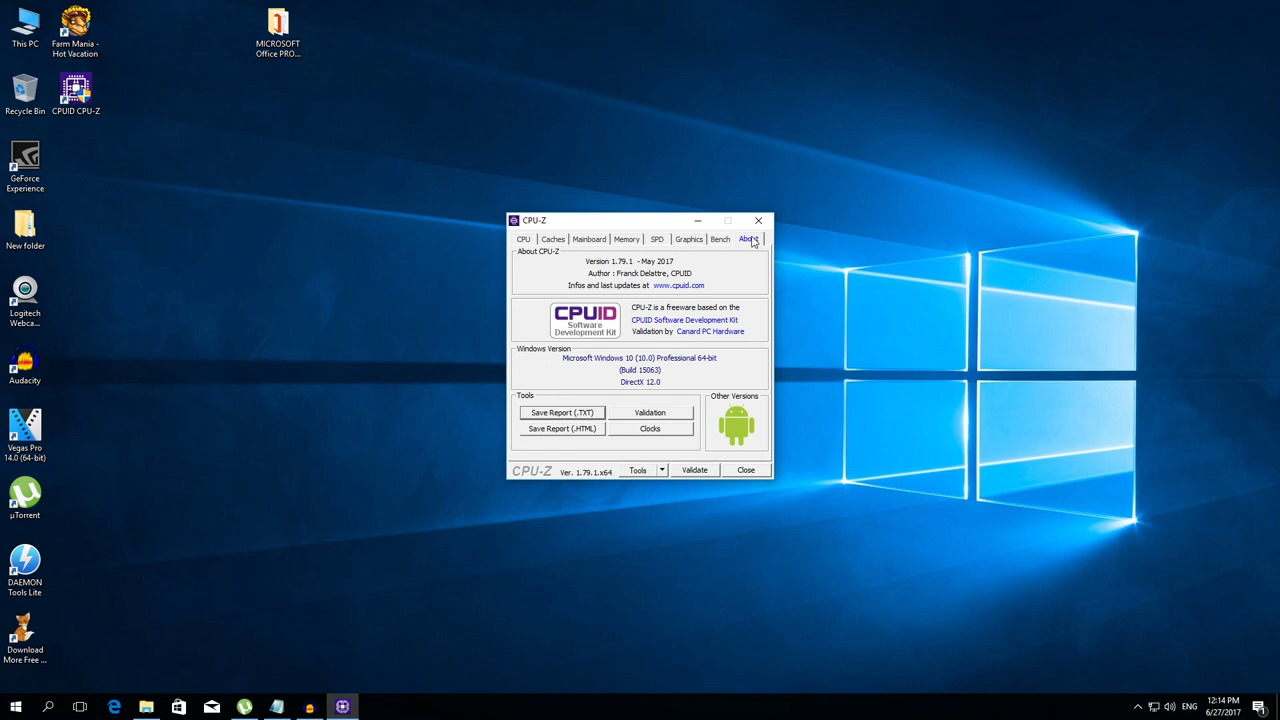 This PC
Farm Mania -
Hot Vacation
MICROSOFT
Office PRO...
Recycle Bin
CPUID CPU-Z
GeForce
Experience
New folder
Logitech
Webca...
Audacity
Vegas Pro
14.0 (64-bit)
µTorrent
DAEMON
Tools Lite
Download
More Free ...
CPU-Z
CPU
Caches
Mainboard
Memory
SPD
Graphics
Bench
About
About CPU-Z
Version 1.79.1 - May 2017
Author : Franck Delattre, CPUID
Infos and last updates at www.cpuid.com
CPUID
Software
Development Kit
CPU-Z is a freeware based on the
CPUID Software Development Kit
Validation by Canard PC Hardware
Windows Version
Microsoft Windows 10 (10.0) Professional 64-bit
(Build 15063)
DirectX 12.0
Tools
Save Report (.TXT)
Validation
Save Report (.HTML)
Clocks
Other Versions
CPU-Z
Ver. 1.79.1.x64
Tools
Validate
Close
ENG
12:14 PM
6/27/2017
1